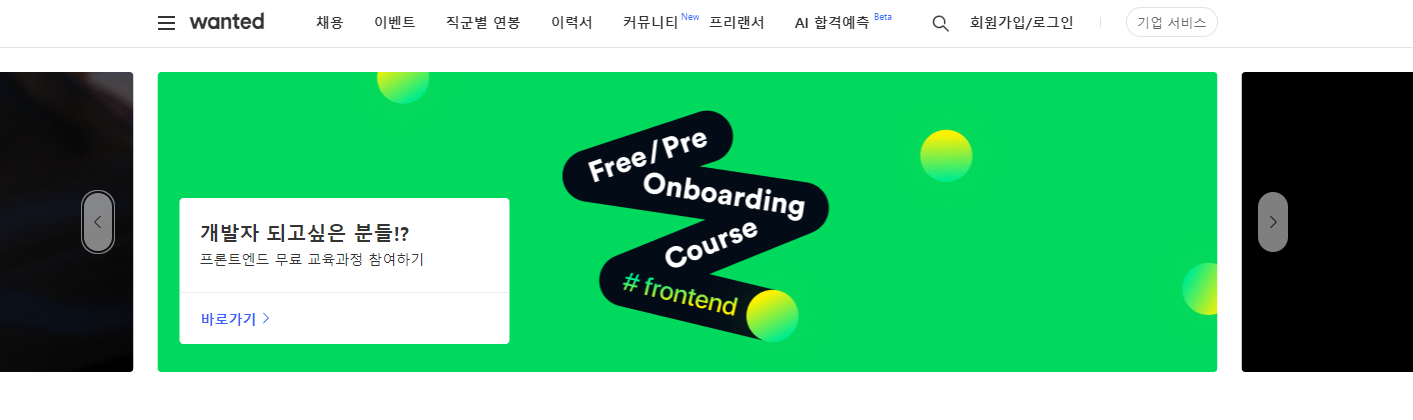 wanted 채용 이벤트 직군별 연봉 이력서 커뮤니티 New 프리랜서 AI 합격예측 Beta 회원가입/로그인 기업 서비스
Free/Pre
Onboarding
Course
# frontend
개발자 되고싶은 분들!?
프론트엔드 무료 교육과정 참여하기
바로가기